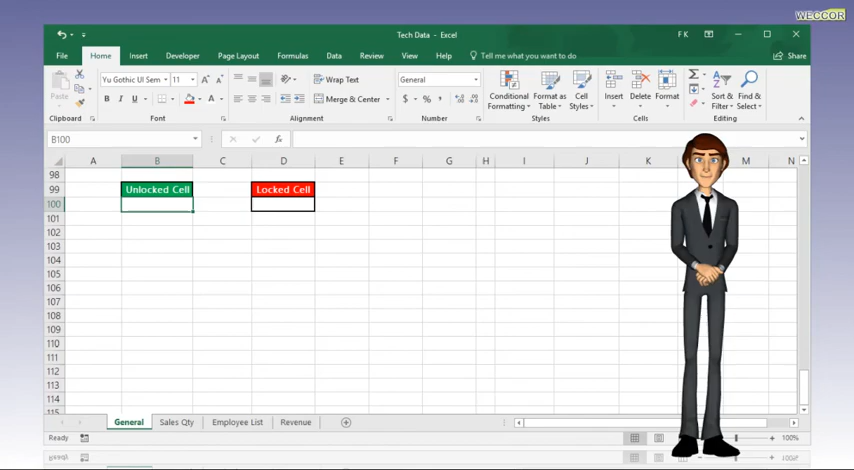 WECCOR
Tech Data - Excel
F K
File Home Insert Developer Page Layout Formulas Data Review View Help Tell me what you want to do Share
Paste
Yu Gothic UI Sem 11
B I U
Wrap Text
Merge & Center
General
$ % ,
Conditional Formatting
Format as Table
Cell Styles
Insert
Delete
Format
Sort & Filter
Find & Select
Clipboard Font Alignment Number Styles Cells Editing
B100
fx
A B C D E F G H I J K M N
98
99 Unlocked Cell Locked Cell
100
101
102
103
104
105
106
107
108
109
110
111
112
113
114
115
General Sales Qty Employee List Revenue
Ready 100%